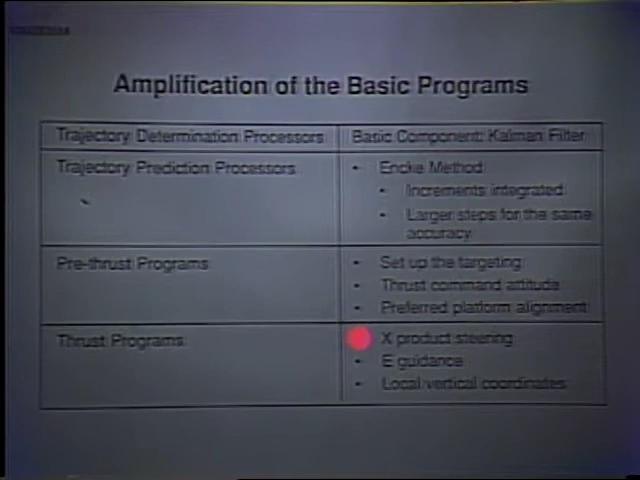 Amplification of the Basic Programs
Trajectory Determination Processors
Basic Component: Kalman Filter
Trajectory Prediction Processors
• Encke Method
• Increments integrated
• Larger steps for the same
accuracy
Pre-thrust Programs
• Set up the targeting
• Thrust command attitude
• Preferred platform alignment
Thrust Programs
• X product steering
• E guidance
• Local vertical coordinates